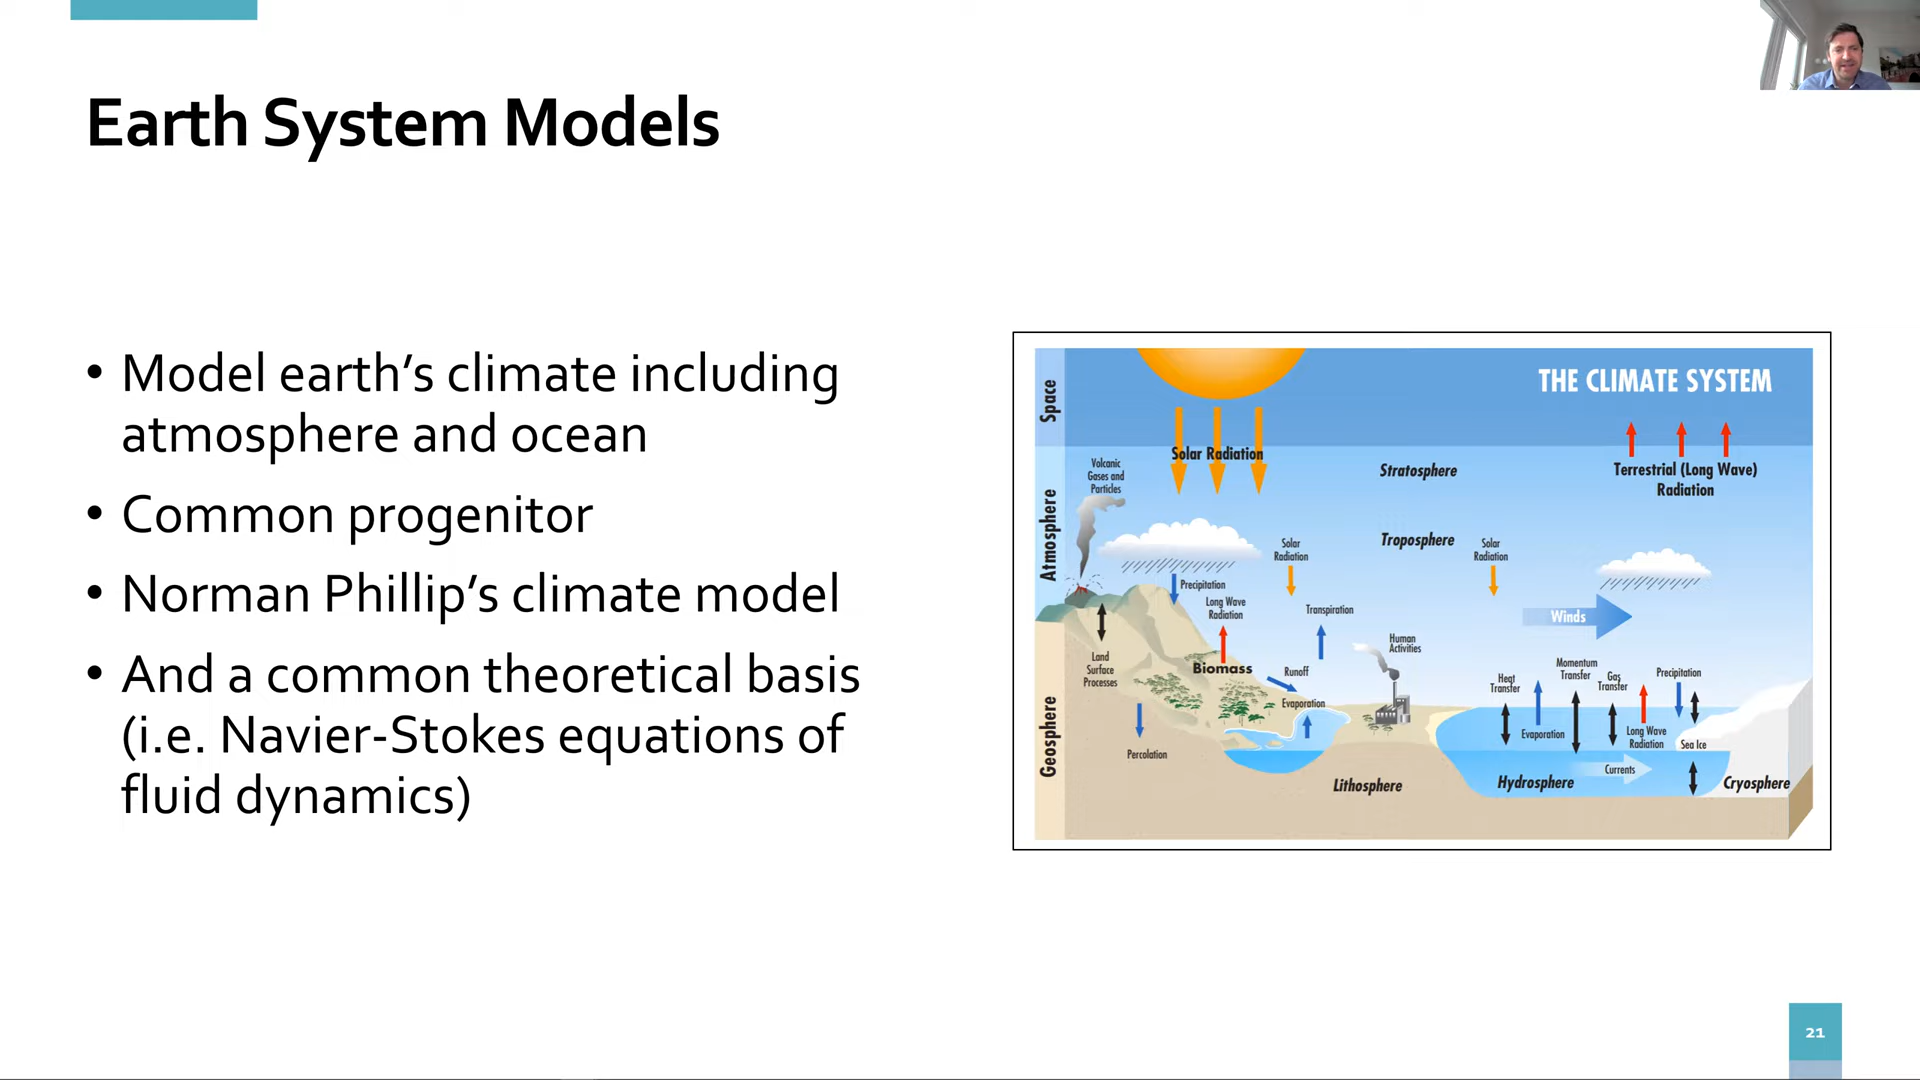 Earth System Models
• Model earth's climate including
atmosphere and ocean
• Common progenitor
• Norman Phillip's climate model
• And a common theoretical basis
(i.e. Navier-Stokes equations of
fluid dynamics)
THE CLIMATE SYSTEM
Space
Atmosphere
Geosphere
Solar Radiation
Stratosphere
Terrestrial (Long Wave)
Radiation
Volcanic
Gases and
Particles
Troposphere
Solar
Radiation
Solar
Radiation
Precipitation
Long Wave
Radiation
Transpiration
Winds
Human
Activities
Land
Surface
Processes
Biomass
Runoff
Evaporation
Percolation
Heat
Transfer
Momentum
Transfer
Gas
Transfer
Precipitation
Evaporation
Long Wave
Radiation
Sea Ice
Currents
Lithosphere
Hydrosphere
Cryosphere
21